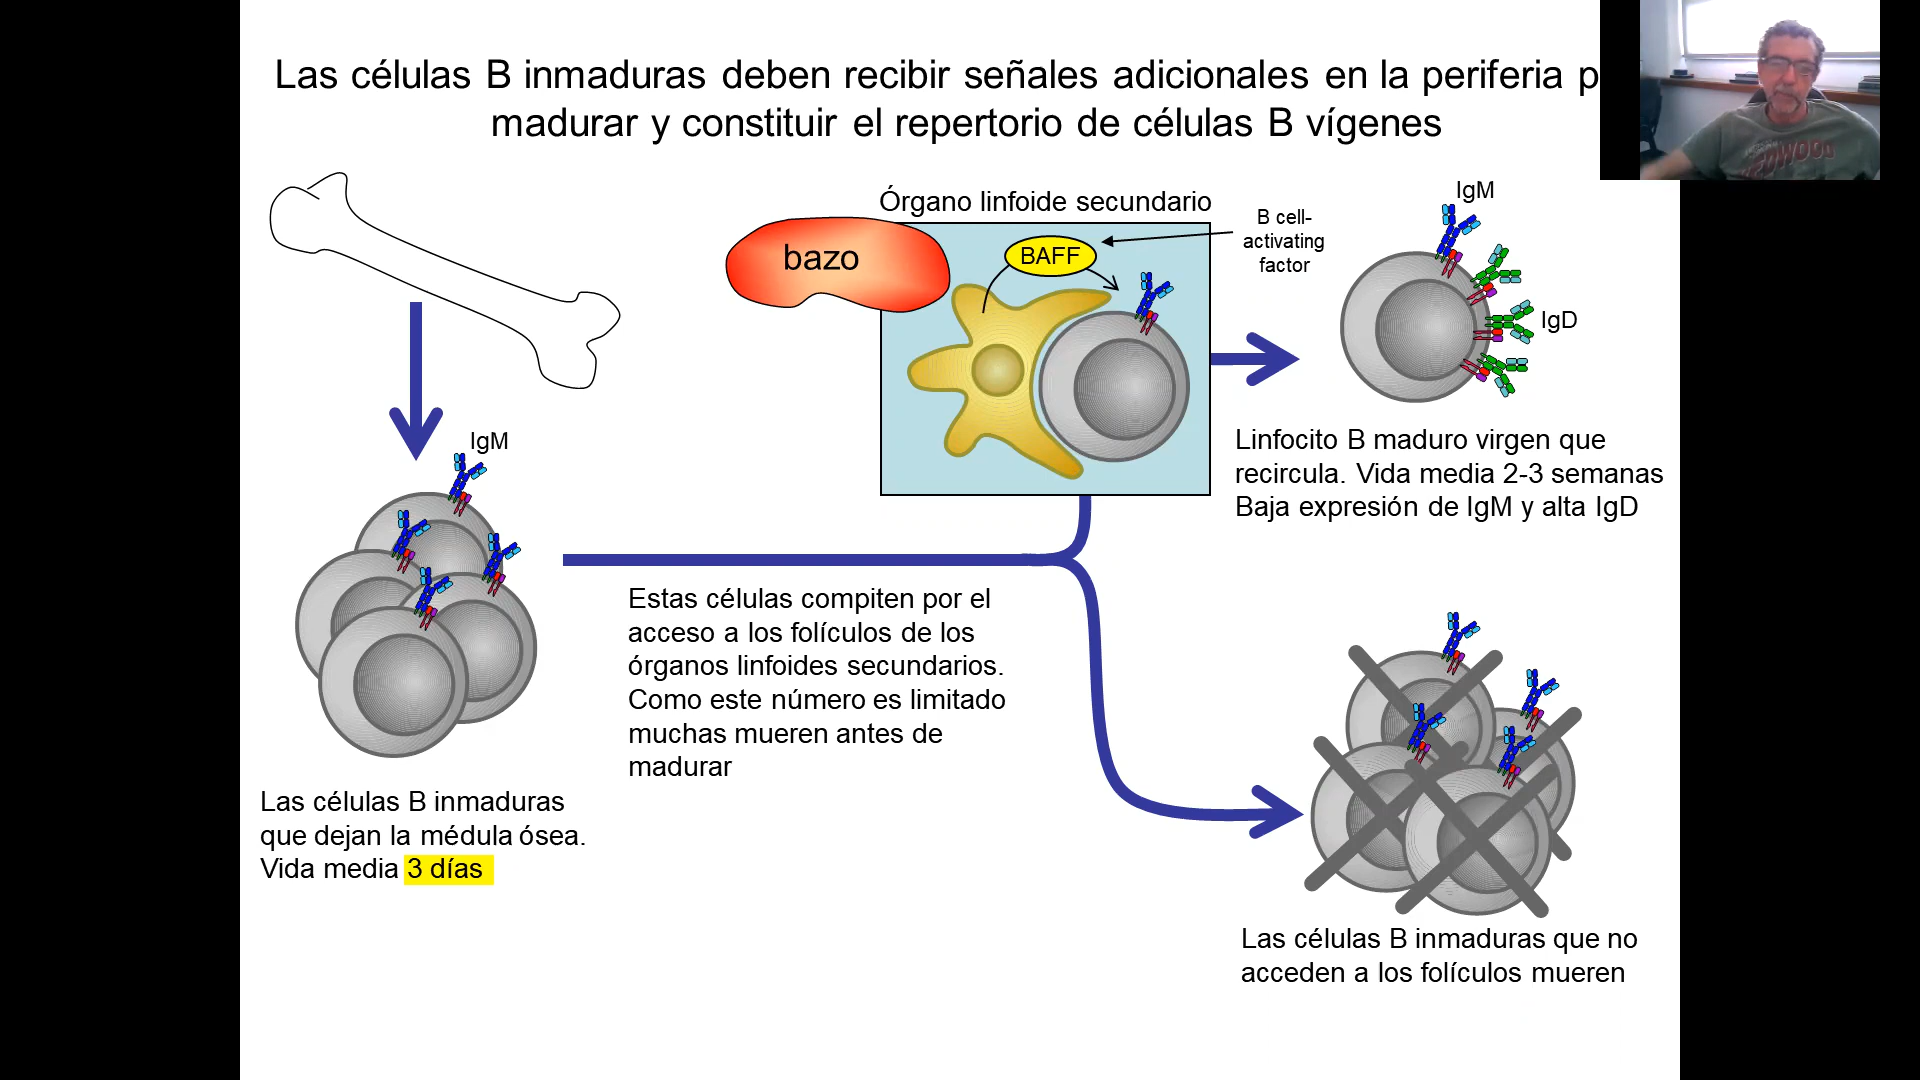 Las células B inmaduras deben recibir señales adicionales en la periferia p
madurar y constituir el repertorio de células B vígenes
Órgano linfoide secundario
bazo
BAFF
B cell-
activating
factor
IgM
IgD
Linfocito B maduro virgen que
recircula. Vida media 2-3 semanas
Baja expresión de IgM y alta IgD
IgM
Estas células compiten por el
acceso a los folículos de los
órganos linfoides secundarios.
Como este número es limitado
muchas mueren antes de
madurar
Las células B inmaduras
que dejan la médula ósea.
Vida media 3 días
Las células B inmaduras que no
acceden a los folículos mueren